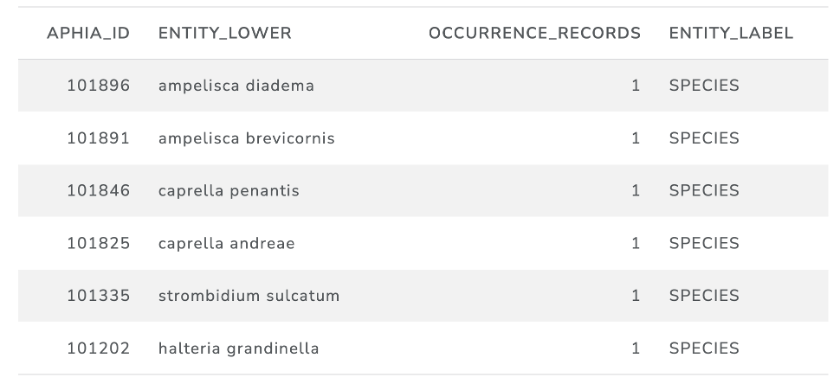 APHIA_ID ENTITY_LOWER OCCURRENCE_RECORDS ENTITY_LABEL
101896 ampelisca diadema 1 SPECIES
101891 ampelisca brevicornis 1 SPECIES
101846 caprella penantis 1 SPECIES
101825 caprella andreae 1 SPECIES
101335 strombidium sulcatum 1 SPECIES
101202 halteria grandinella 1 SPECIES